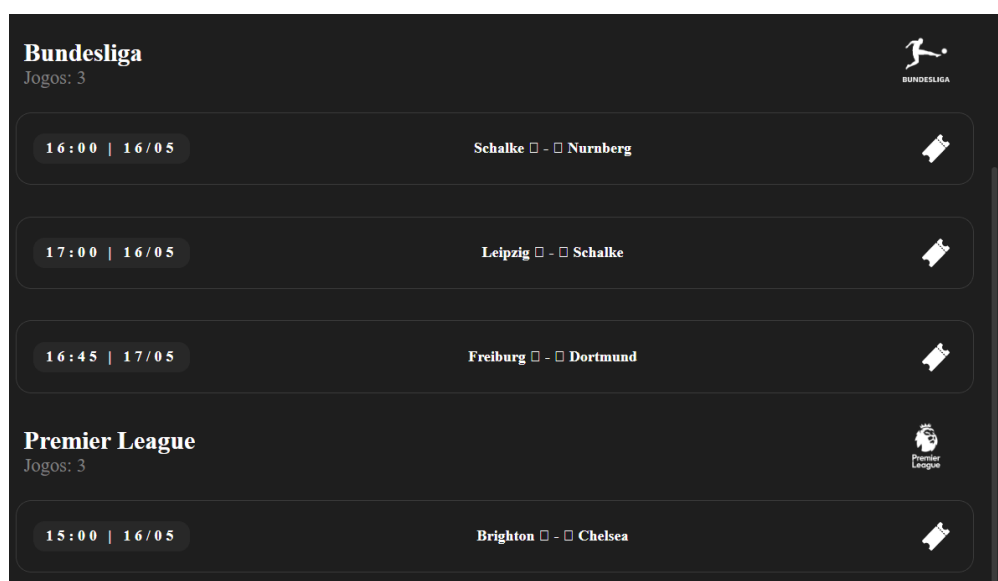 Bundesliga
Jogos: 3
BUNDESLIGA
16:00 | 16/05
Schalke □ - □ Nurnberg
17:00 | 16/05
Leipzig □ - □ Schalke
16:45 | 17/05
Freiburg □ - □ Dortmund
Premier League
Jogos: 3
Premier
League
15:00 | 16/05
Brighton □ - □ Chelsea